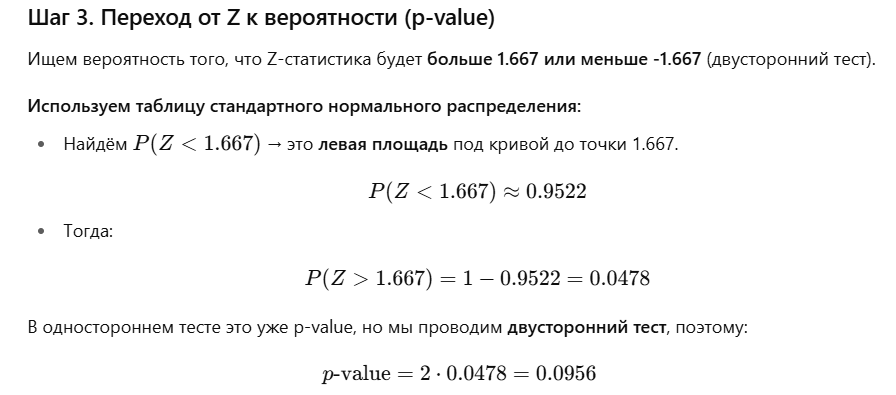 Шаг 3. Переход от Z к вероятности (p-value)
Ищем вероятность того, что Z-статистика будет больше 1.667 или меньше -1.667 (двусторонний тест).
Используем таблицу стандартного нормального распределения:
• Найдём P(Z < 1.667) → это левая площадь под кривой до точки 1.667.
P(Z < 1.667) ≈ 0.9522
• Тогда:
P(Z > 1.667) = 1 − 0.9522 = 0.0478
В одностороннем тесте это уже p-value, но мы проводим двусторонний тест, поэтому:
p-value = 2 · 0.0478 = 0.0956